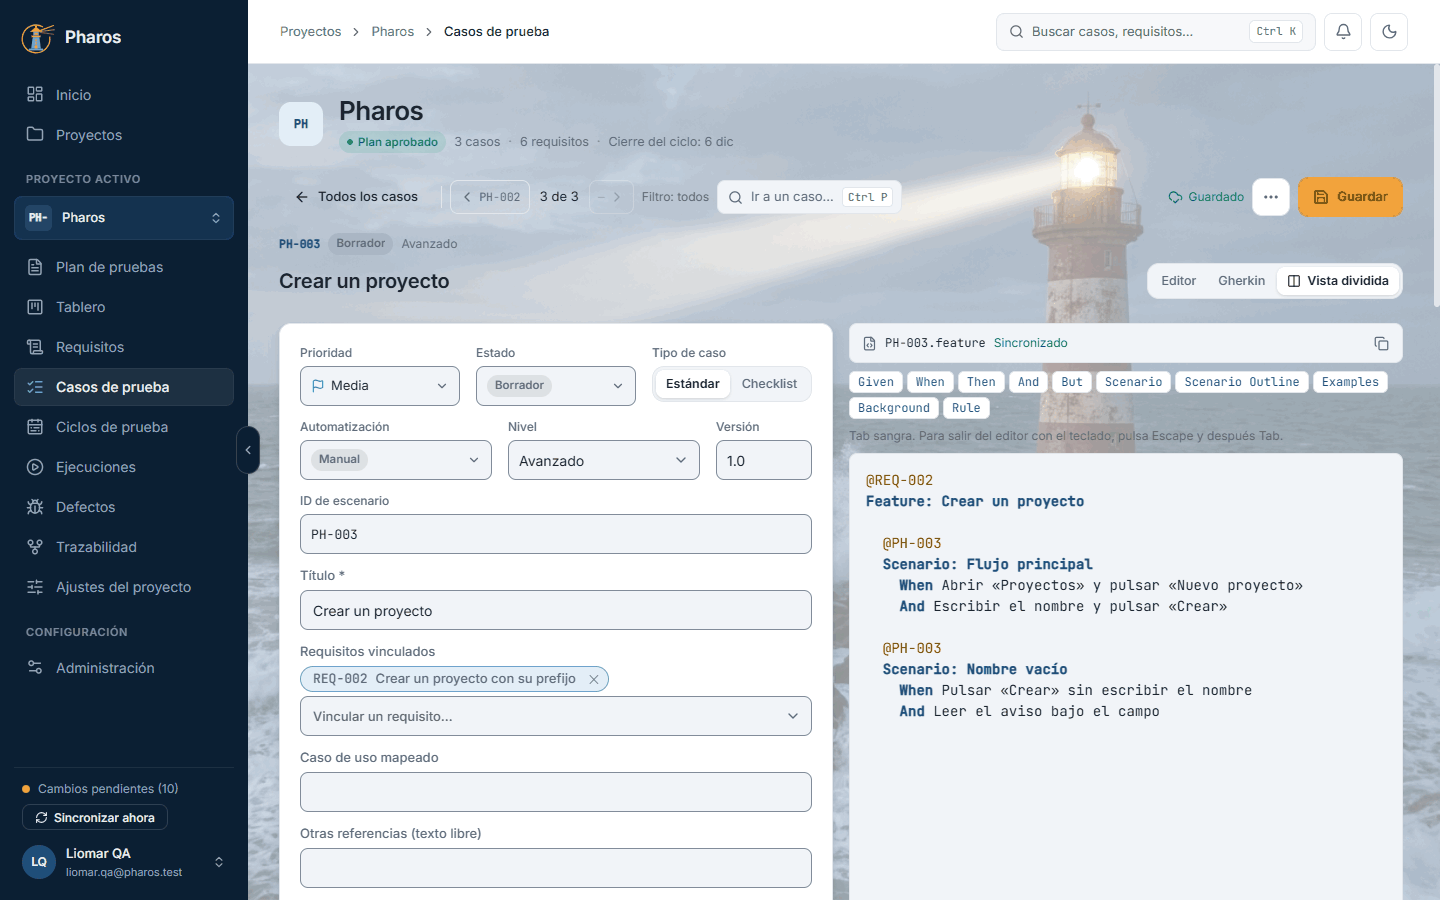 Pharos
Inicio
Proyectos
PROYECTO ACTIVO
PH- Pharos
Plan de pruebas
Tablero
Requisitos
Casos de prueba
Ciclos de prueba
Ejecuciones
Defectos
Trazabilidad
Ajustes del proyecto
CONFIGURACIÓN
Administración
Cambios pendientes (10)
Sincronizar ahora
LQ
Liomar QA
liomar.qa@pharos.test
Proyectos > Pharos > Casos de prueba
Buscar casos, requisitos... Ctrl K
PH
Pharos
Plan aprobado 3 casos · 6 requisitos · Cierre del ciclo: 6 dic
Todos los casos
PH-002 3 de 3 – Filtro: todos Ir a un caso... Ctrl P
Guardado Guardar
PH-003 Borrador Avanzado
Crear un proyecto
Editor Gherkin Vista dividida
Prioridad Estado Tipo de caso
Media Borrador Estándar Checklist
Automatización Nivel Versión
Manual Avanzado 1.0
ID de escenario
PH-003
Título *
Crear un proyecto
Requisitos vinculados
REQ-002 Crear un proyecto con su prefijo
Vincular un requisito...
Caso de uso mapeado
Otras referencias (texto libre)
PH-003.feature Sincronizado
Given When Then And But Scenario Scenario Outline Examples
Background Rule
Tab sangra. Para salir del editor con el teclado, pulsa Escape y después Tab.
@REQ-002
Feature: Crear un proyecto
@PH-003
Scenario: Flujo principal
When Abrir «Proyectos» y pulsar «Nuevo proyecto»
And Escribir el nombre y pulsar «Crear»
@PH-003
Scenario: Nombre vacío
When Pulsar «Crear» sin escribir el nombre
And Leer el aviso bajo el campo